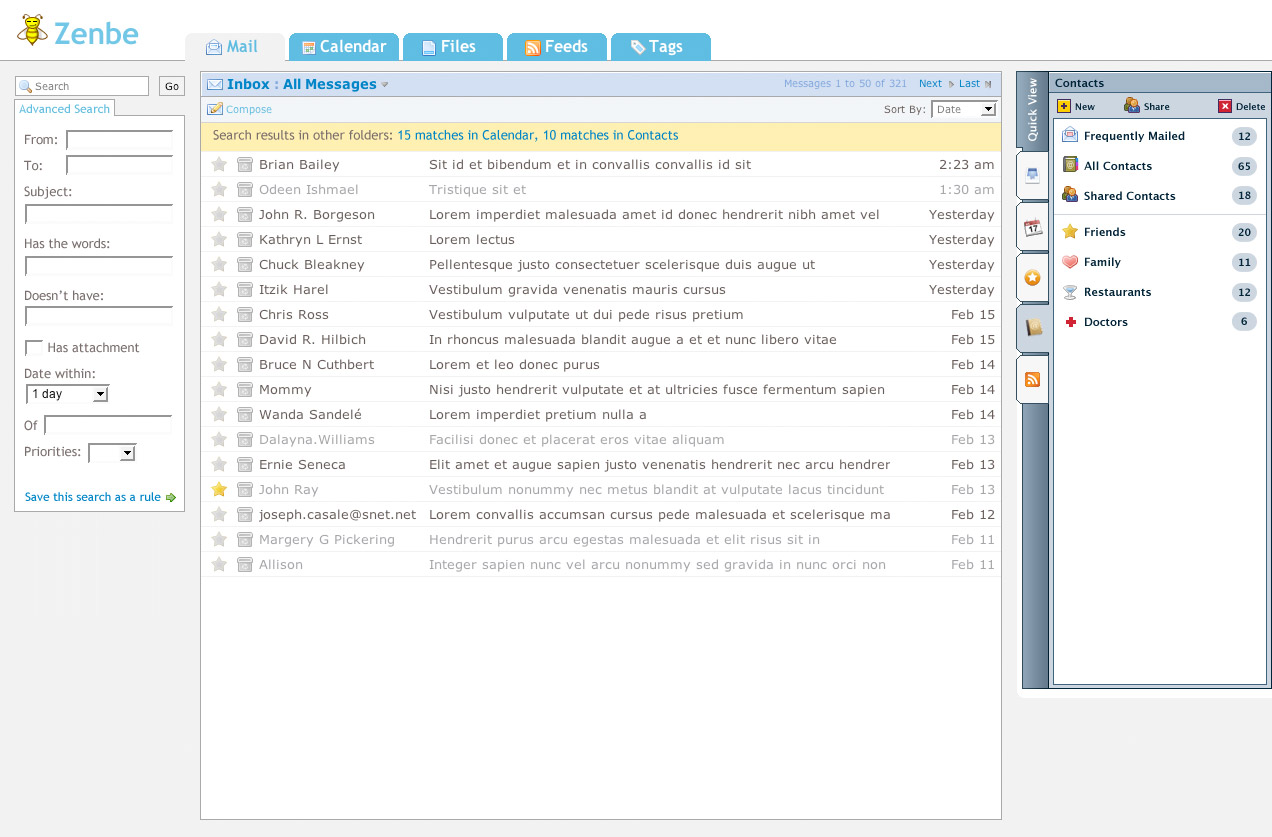 Zenbe
Mail
Calendar
Files
Feeds
Tags
Search
Go
Advanced Search
From:
To:
Subject:
Has the words:
Doesn't have:
Has attachment
Date within:
1 day
Of
Priorities:
Save this search as a rule
Inbox : All Messages
Messages 1 to 50 of 321 Next Last
Compose
Sort By: Date
Search results in other folders: 15 matches in Calendar, 10 matches in Contacts
Brian Bailey Sit id et bibendum et in convallis convallis id sit 2:23 am
Odeen Ishmael Tristique sit et 1:30 am
John R. Borgeson Lorem imperdiet malesuada amet id donec hendrerit nibh amet vel Yesterday
Kathryn L Ernst Lorem lectus Yesterday
Chuck Bleakney Pellentesque justo consectetuer scelerisque duis augue ut Yesterday
Itzik Harel Vestibulum gravida venenatis mauris cursus Yesterday
Chris Ross Vestibulum vulputate ut dui pede risus pretium Feb 15
David R. Hilbich In rhoncus malesuada blandit augue a et et nunc libero vitae Feb 15
Bruce N Cuthbert Lorem et leo donec purus Feb 14
Mommy Nisi justo hendrerit vulputate et at ultricies fusce fermentum sapien Feb 14
Wanda Sandelé Lorem imperdiet pretium nulla a Feb 14
Dalayna.Williams Facilisi donec et placerat eros vitae aliquam Feb 13
Ernie Seneca Elit amet et augue sapien justo venenatis hendrerit nec arcu hendrer Feb 13
John Ray Vestibulum nonummy nec metus blandit at vulputate lacus tincidunt Feb 13
joseph.casale@snet.net Lorem convallis accumsan cursus pede malesuada et scelerisque ma Feb 12
Margery G Pickering Hendrerit purus arcu egestas malesuada et elit risus sit in Feb 11
Allison Integer sapien nunc vel arcu nonummy sed gravida in nunc orci non Feb 11
Quick View
17
Contacts
New Share Delete
Frequently Mailed 12
All Contacts 65
Shared Contacts 18
Friends 20
Family 11
Restaurants 12
Doctors 6